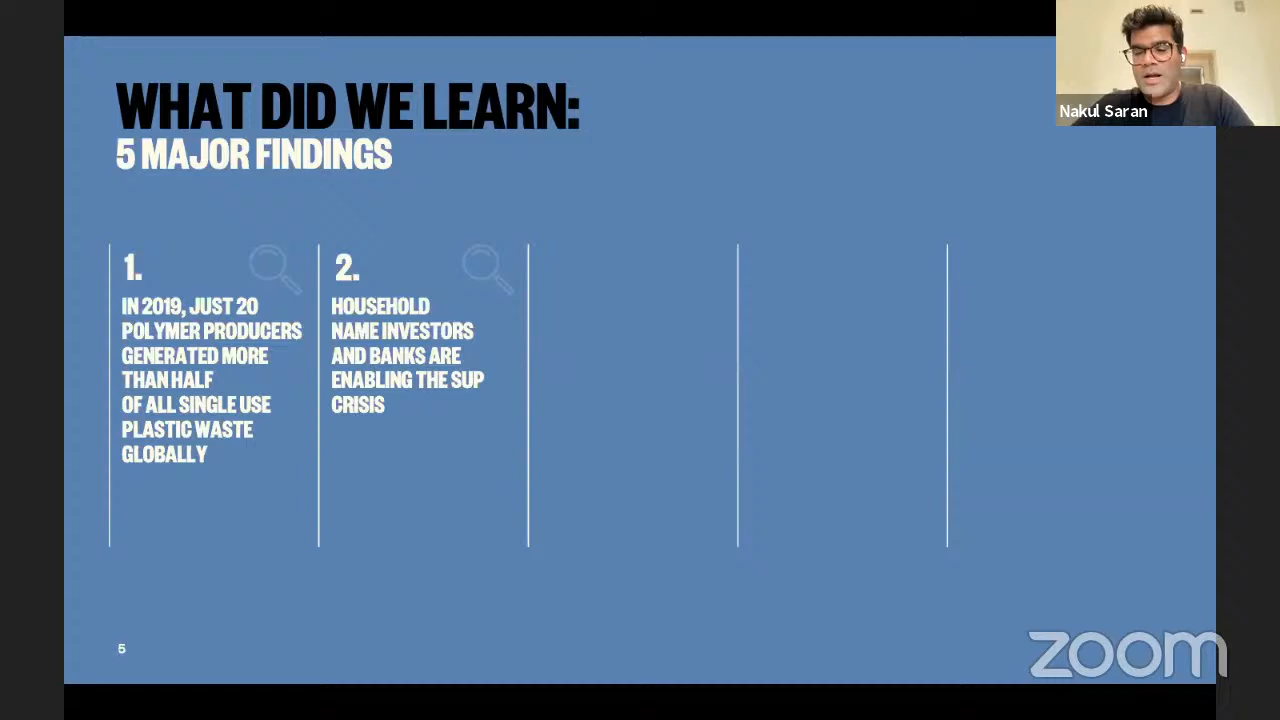 WHAT DID WE LEARN:
5 MAJOR FINDINGS
1.
IN 2019, JUST 20
POLYMER PRODUCERS
GENERATED MORE
THAN HALF
OF ALL SINGLE USE
PLASTIC WASTE
GLOBALLY
2.
HOUSEHOLD
NAME INVESTORS
AND BANKS ARE
ENABLING THE SUP
CRISIS
5
Nakul Saran
zoom